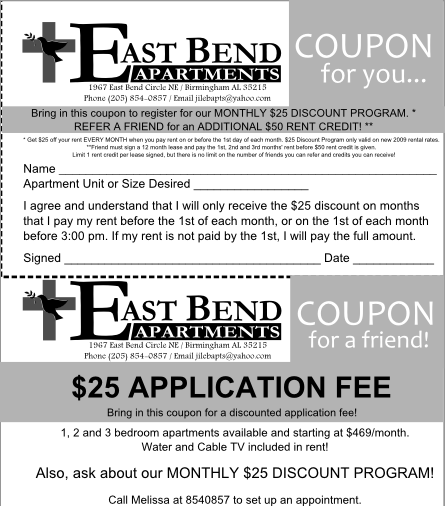 EAST BEND
APARTMENTS
1967 East Bend Circle NE / Birmingham AL 35215
Phone (205) 854-0857 / Email jilebapts@yahoo.com
COUPON
for you...
Bring in this coupon to register for our MONTHLY $25 DISCOUNT PROGRAM. *
REFER A FRIEND for an ADDITIONAL $50 RENT CREDIT! **
* Get $25 off your rent EVERY MONTH when you pay rent on or before the 1st day of each month. $25 Discount Program only valid on new 2009 rental rates.
**Friend must sign a 12 month lease and pay the 1st, 2nd and 3rd months' rent before $50 rent credit is given.
Limit 1 rent credit per lease signed, but there is no limit on the number of friends you can refer and credits you can receive!
Name
Apartment Unit or Size Desired
I agree and understand that I will only receive the $25 discount on months
that I pay my rent before the 1st of each month, or on the 1st of each month
before 3:00 pm. If my rent is not paid by the 1st, I will pay the full amount.
Signed Date
EAST BEND
APARTMENTS
1967 East Bend Circle NE / Birmingham AL 35215
Phone (205) 854-0857 / Email jilebapts@yahoo.com
COUPON
for a friend!
$25 APPLICATION FEE
Bring in this coupon for a discounted application fee!
1, 2 and 3 bedroom apartments available and starting at $469/month.
Water and Cable TV included in rent!
Also, ask about our MONTHLY $25 DISCOUNT PROGRAM!
Call Melissa at 8540857 to set up an appointment.